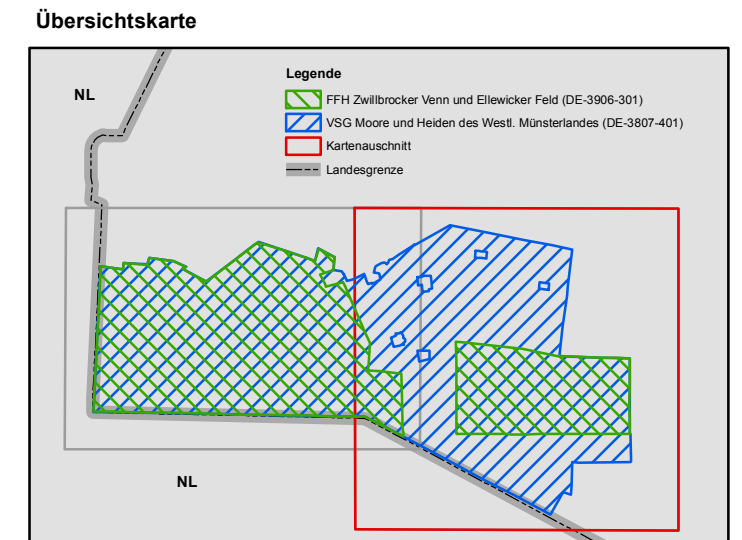 Übersichtskarte
NL
Legende
FFH Zwillbrocker Venn und Ellewicker Feld (DE-3906-301)
VSG Moore und Heiden des Westl. Münsterlandes (DE-3807-401)
Kartenauschnitt
Landesgrenze
NL